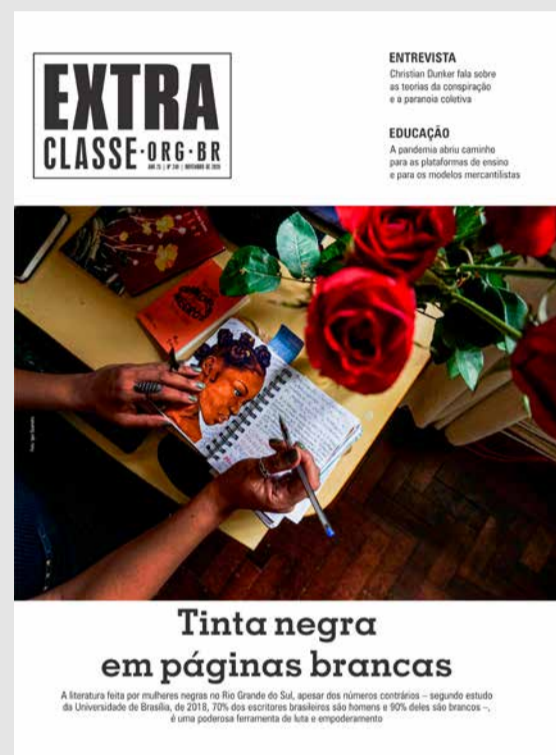 EXTRA
CLASSE·ORG·BR
ENTREVISTA
Christian Dunker fala sobre
as teorias da conspiração
e a paranoia coletiva
EDUCAÇÃO
A pandemia abriu caminho
para as plataformas de ensino
e para os modelos mercantilistas
Tinta negra
em páginas brancas
A literatura feita por mulheres negras no Rio Grande do Sul, apesar dos números contrários – segundo estudo
da Universidade de Brasília, de 2018, 70% dos escritores brasileiros são homens e 90% deles são brancos –,
é uma poderosa ferramenta de luta e empoderamento